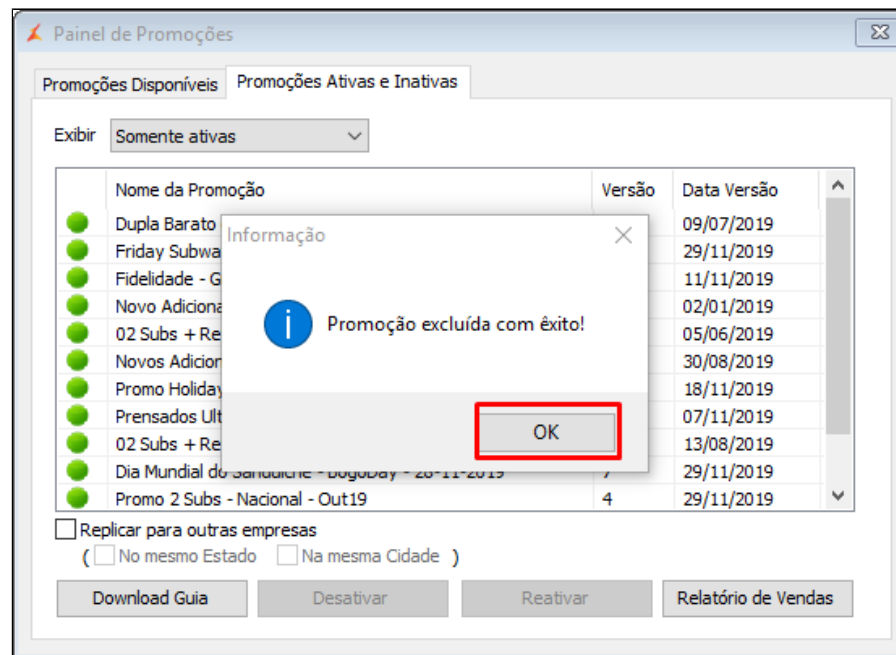 Painel de Promoções
Promoções Disponíveis Promoções Ativas e Inativas
Exibir Somente ativas
Nome da Promoção Versão Data Versão
Dupla Barato 09/07/2019
Friday Subwa 29/11/2019
Fidelidade - G 11/11/2019
Novo Adiciona 02/01/2019
02 Subs + Re 05/06/2019
Novos Adicion 30/08/2019
Promo Holiday 18/11/2019
Prensados Ult 07/11/2019
02 Subs + Re 13/08/2019
Dia Mundial do Sanduiche - BogoDay - 28-11-2019 7 29/11/2019
Promo 2 Subs - Nacional - Out19 4 29/11/2019
Informação
Promoção excluída com êxito!
OK
Replicar para outras empresas
( No mesmo Estado Na mesma Cidade )
Download Guia Desativar Reativar Relatório de Vendas